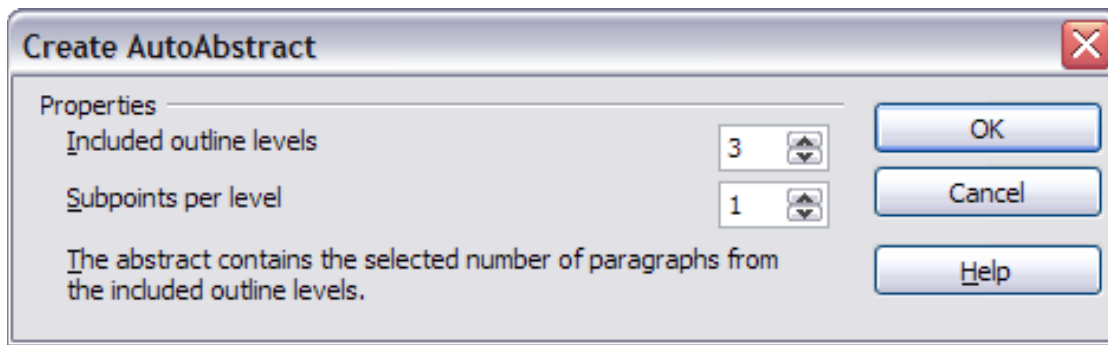 Create AutoAbstract
Properties
Included outline levels
3
OK
Subpoints per level
1
Cancel
The abstract contains the selected number of paragraphs from
the included outline levels.
Help